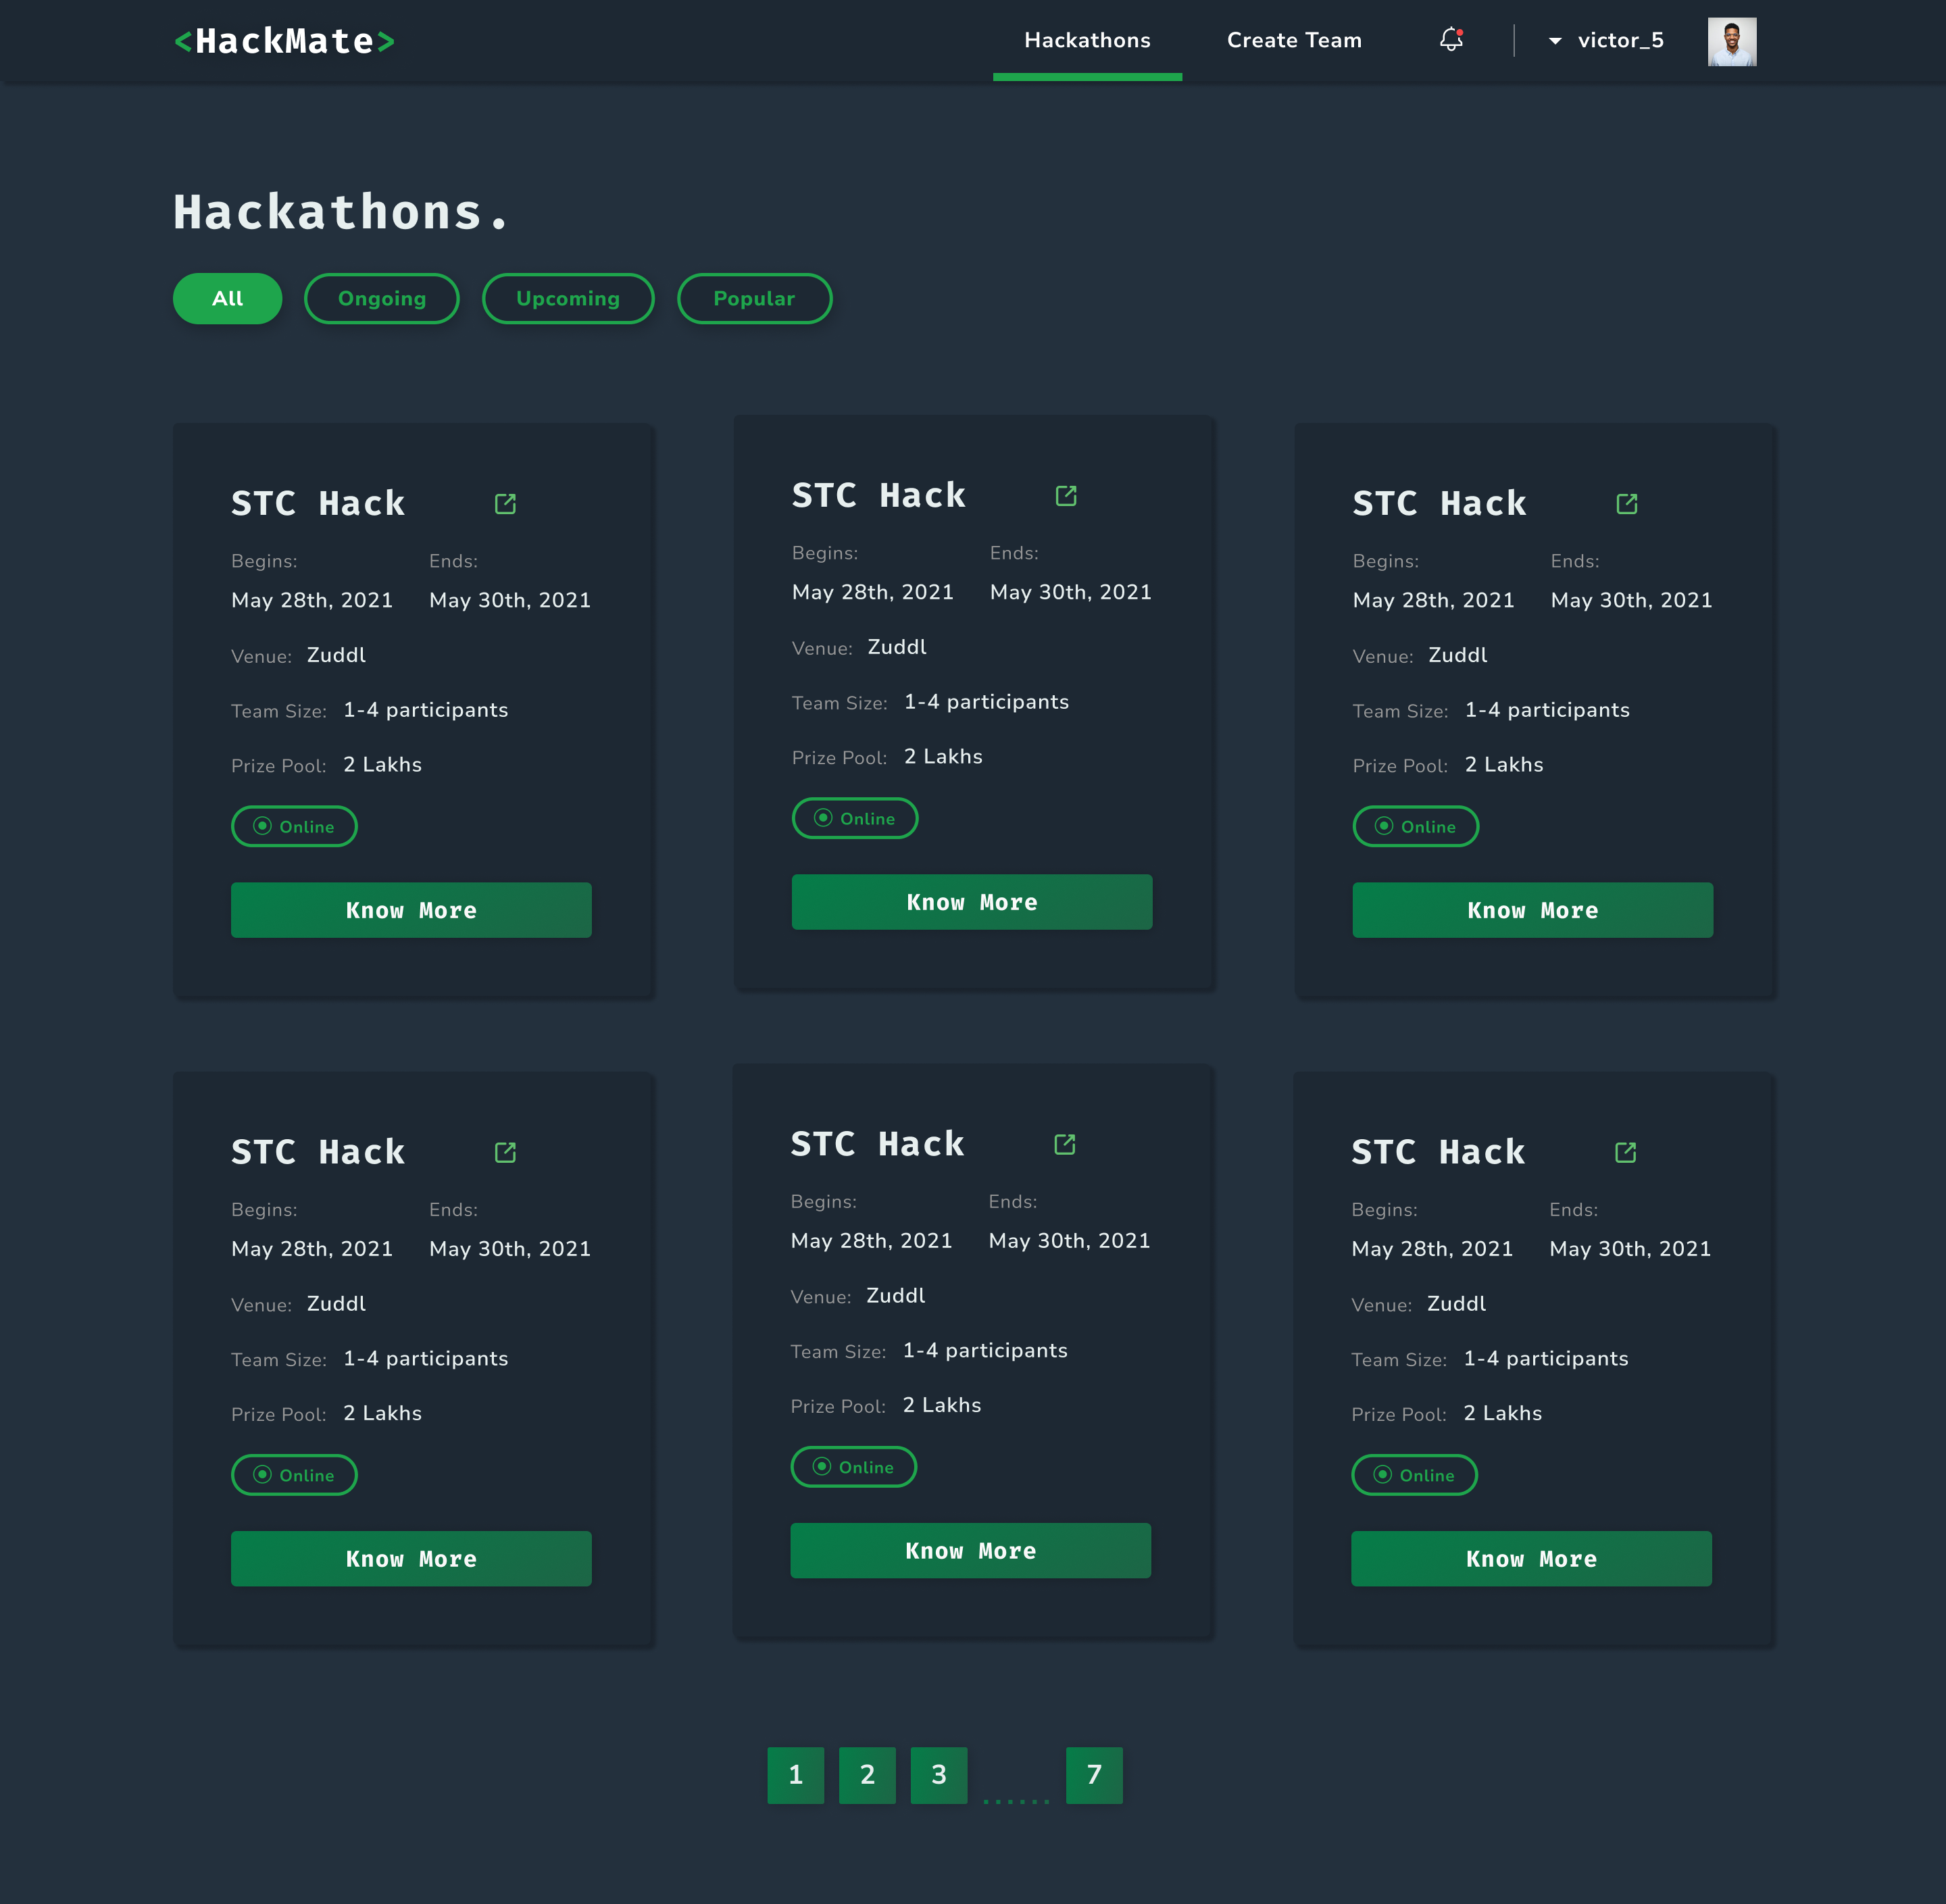 <HackMate>
Hackathons
Create Team
victor_5
Hackathons.
All
Ongoing
Upcoming
Popular
STC Hack
Begins:
Ends:
May 28th, 2021
May 30th, 2021
Venue: Zuddl
Team Size: 1-4 participants
Prize Pool: 2 Lakhs
Online
Know More
STC Hack
Begins:
Ends:
May 28th, 2021
May 30th, 2021
Venue: Zuddl
Team Size: 1-4 participants
Prize Pool: 2 Lakhs
Online
Know More
STC Hack
Begins:
Ends:
May 28th, 2021
May 30th, 2021
Venue: Zuddl
Team Size: 1-4 participants
Prize Pool: 2 Lakhs
Online
Know More
STC Hack
Begins:
Ends:
May 28th, 2021
May 30th, 2021
Venue: Zuddl
Team Size: 1-4 participants
Prize Pool: 2 Lakhs
Online
Know More
STC Hack
Begins:
Ends:
May 28th, 2021
May 30th, 2021
Venue: Zuddl
Team Size: 1-4 participants
Prize Pool: 2 Lakhs
Online
Know More
STC Hack
Begins:
Ends:
May 28th, 2021
May 30th, 2021
Venue: Zuddl
Team Size: 1-4 participants
Prize Pool: 2 Lakhs
Online
Know More
1 2 3 ...... 7